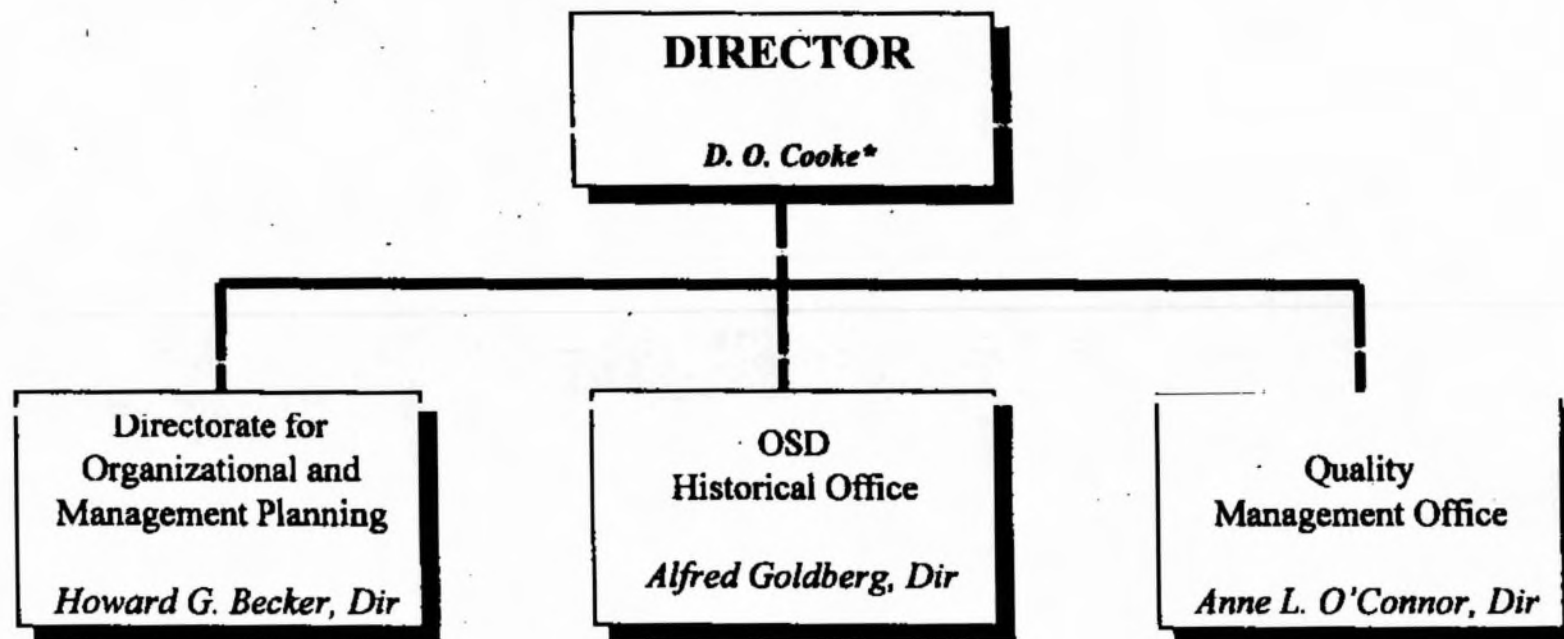 DIRECTOR
D. O. Cooke*
Directorate for
Organizational and
Management Planning
Howard G. Becker, Dir
OSD
Historical Office
Alfred Goldberg, Dir
Quality
Management Office
Anne L. O'Connor, Dir